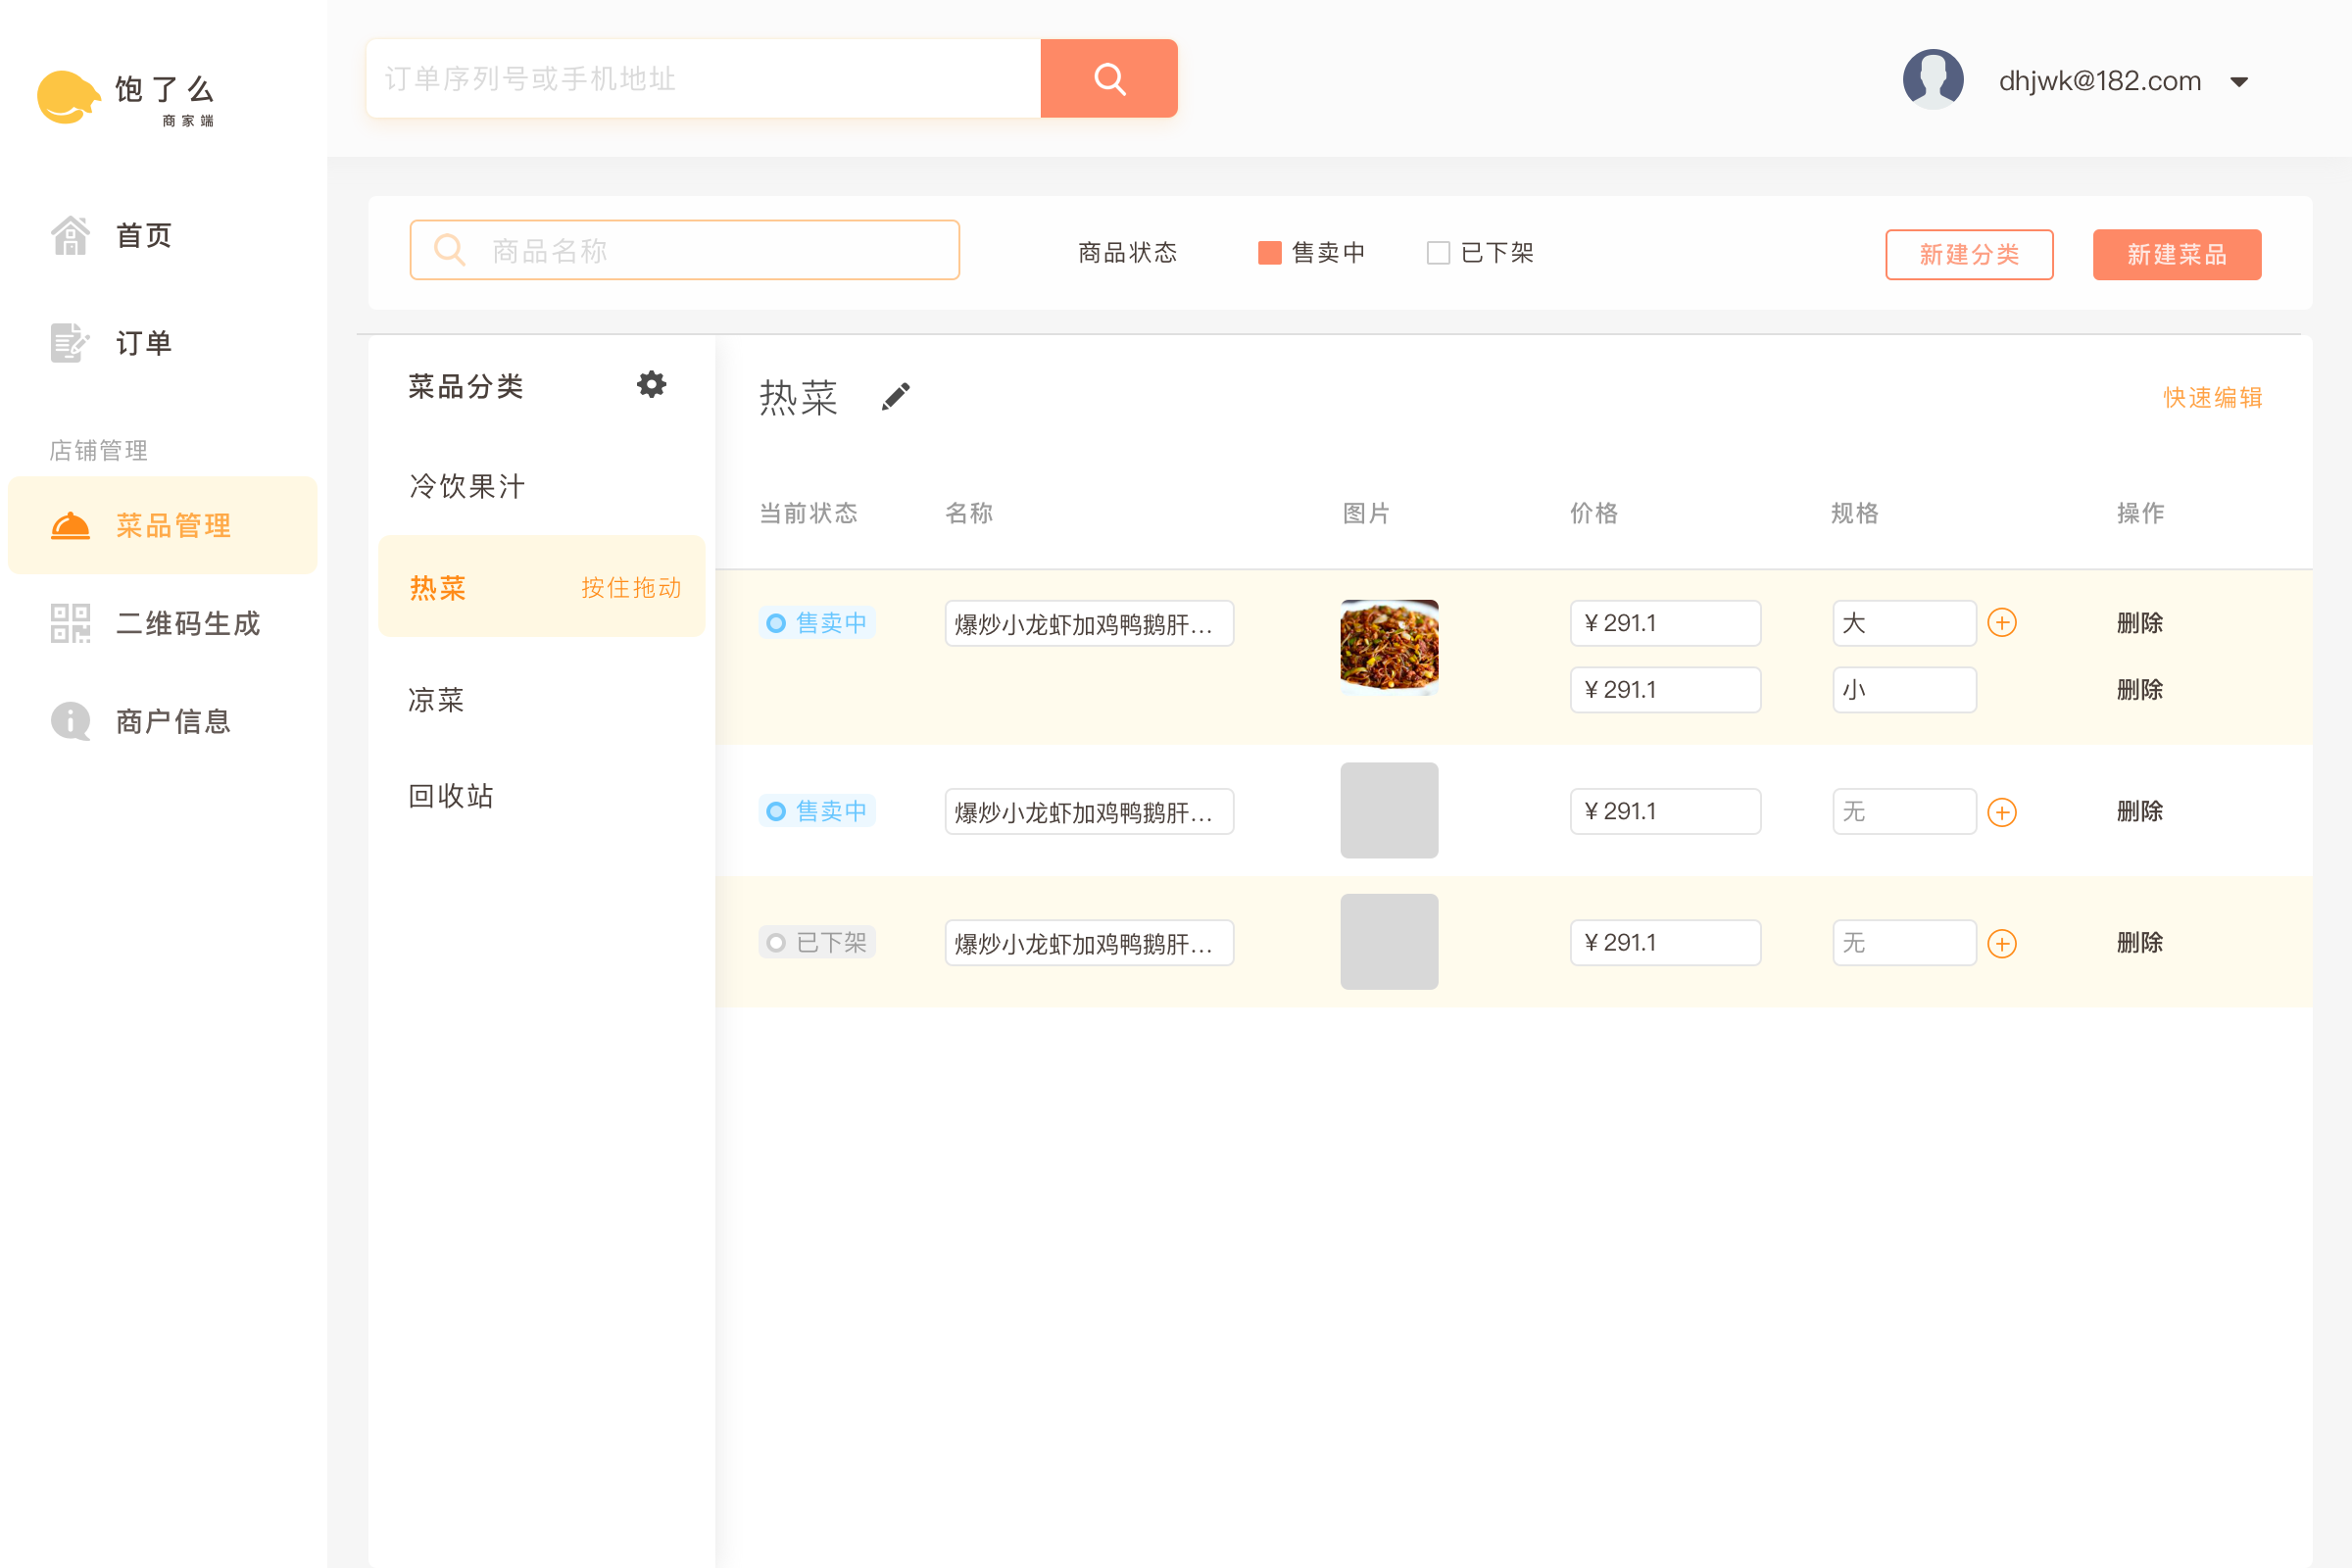 饱了么
商家端
订单序列号或手机地址
dhjwk@182.com
首页
订单
店铺管理
菜品管理
二维码生成
商户信息
商品名称
商品状态
售卖中
已下架
新建分类
新建菜品
菜品分类
冷饮果汁
热菜 按住拖动
凉菜
回收站
热菜
快速编辑
当前状态 名称 图片 价格 规格 操作
售卖中 爆炒小龙虾加鸡鸭鹅肝... ¥ 291.1 大 删除
¥ 291.1 小 删除
售卖中 爆炒小龙虾加鸡鸭鹅肝... ¥ 291.1 无 删除
已下架 爆炒小龙虾加鸡鸭鹅肝... ¥ 291.1 无 删除